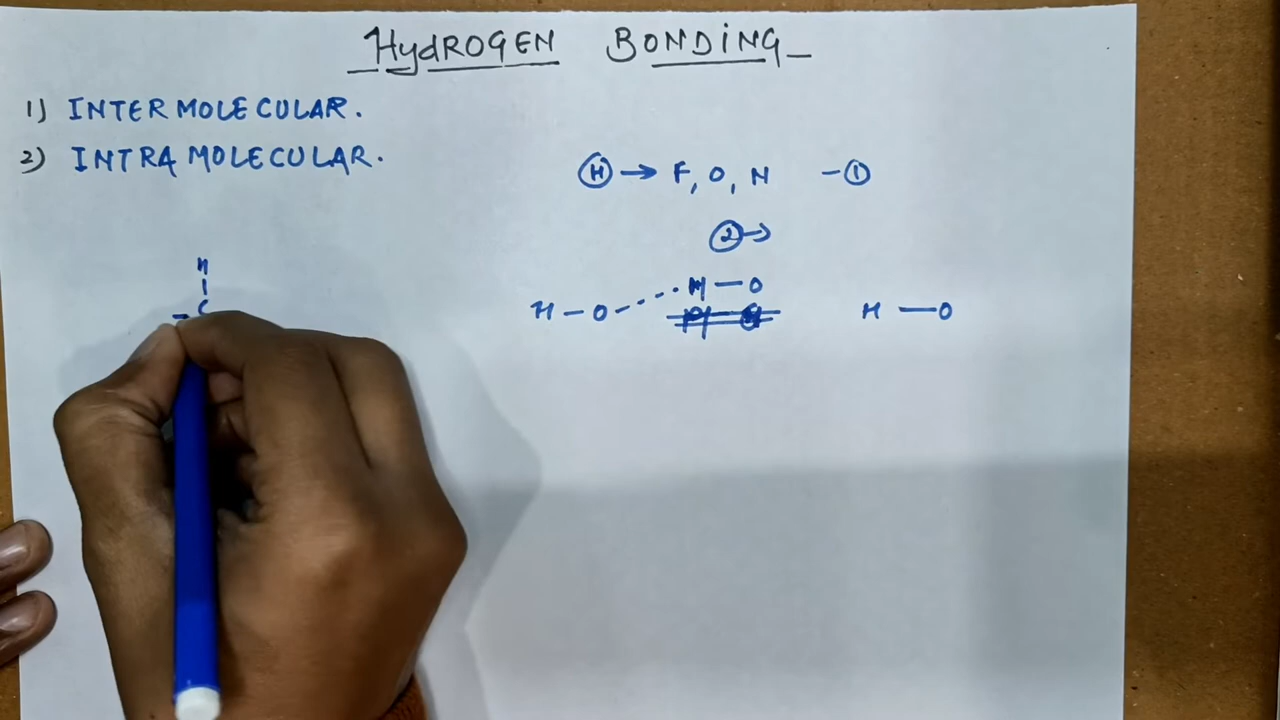 HydROGEN BONDING
1) INTERMOLECULAR.
2) INTRAMOLECULAR.
H → F, O, N - 1
2 →
H - O - - - H - O
H - O
H
C